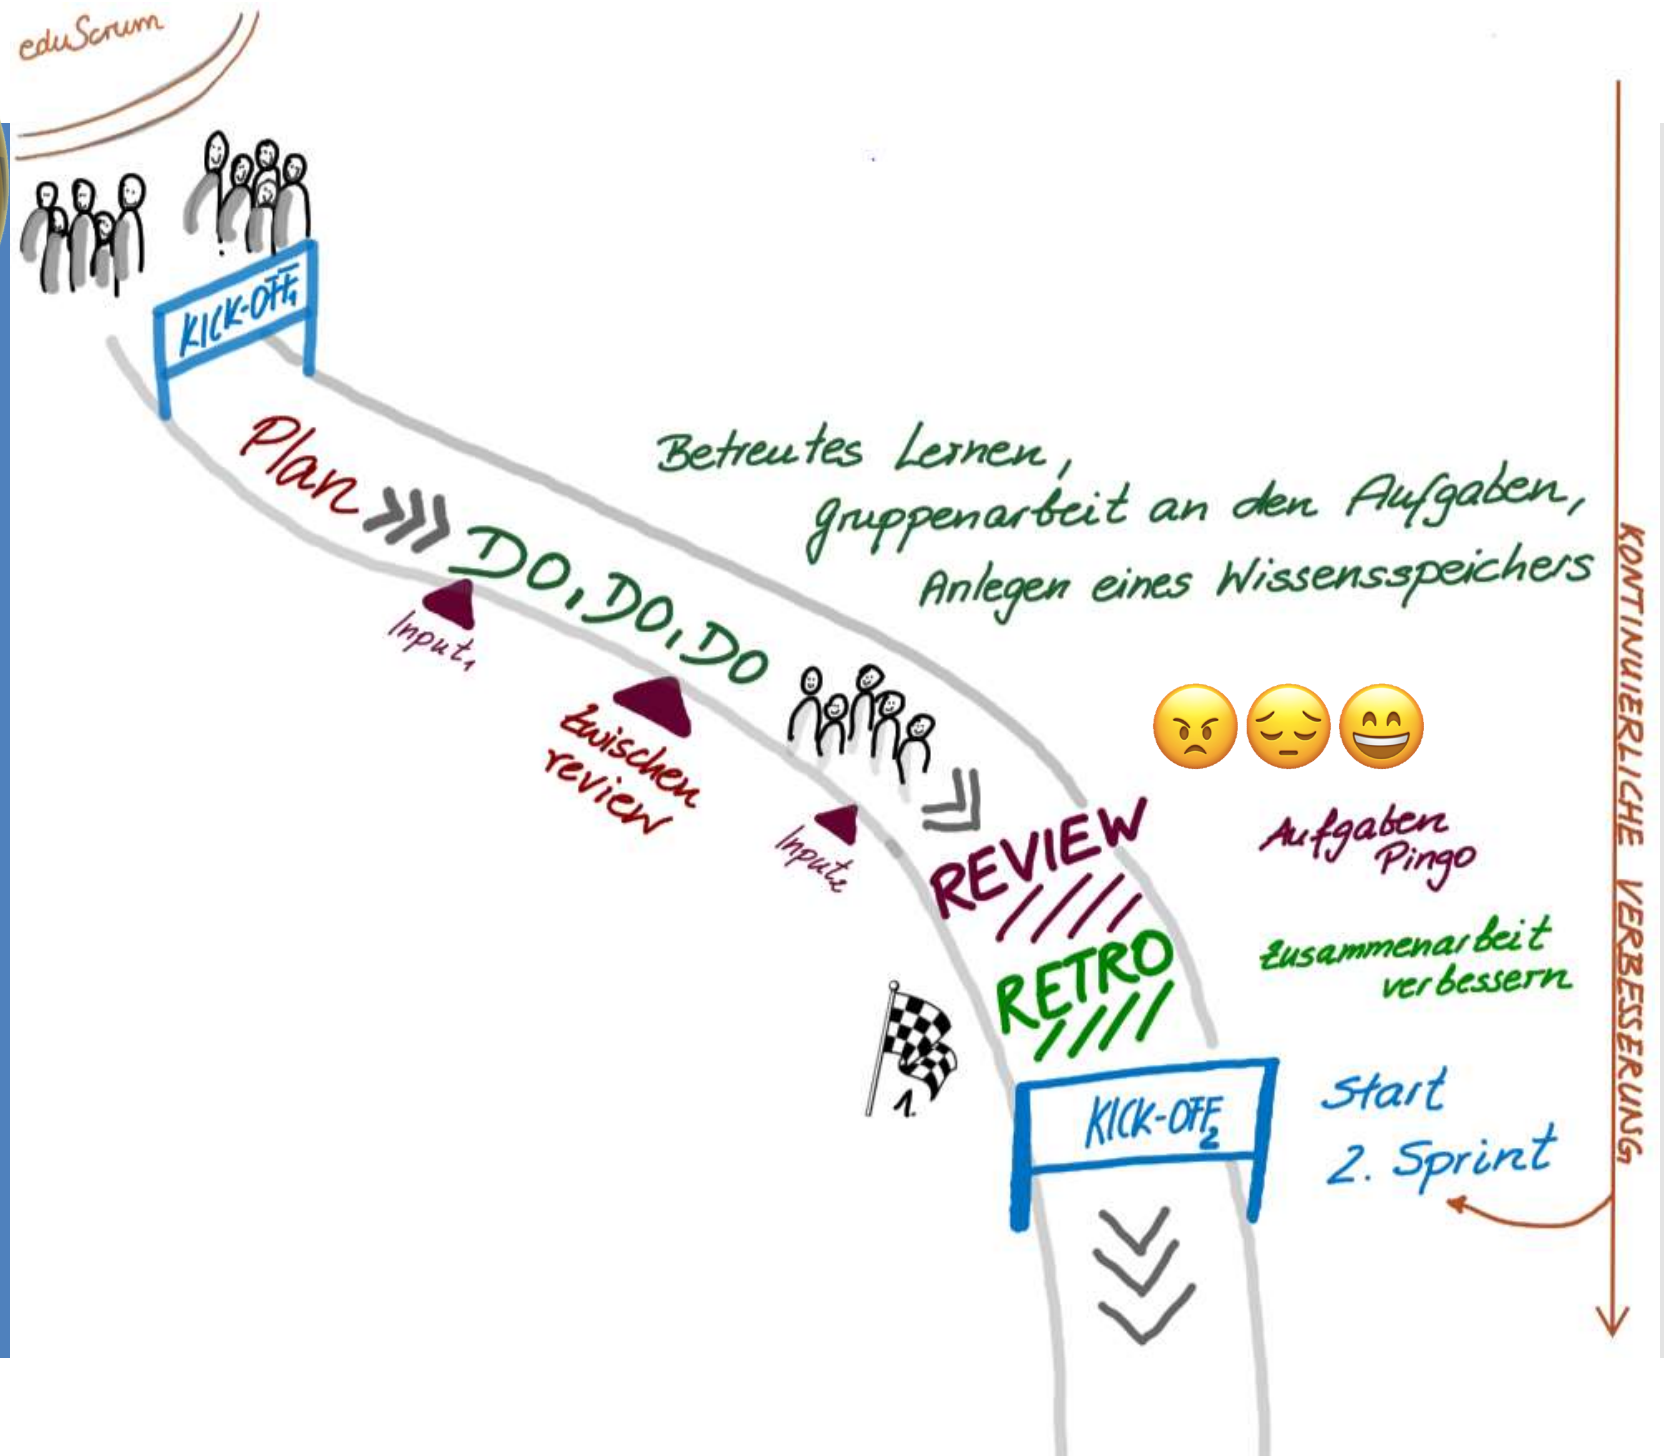 eduScrum
KICK-OFF1
Plan
DO, DO, DO
Betreutes Lernen,
Gruppenarbeit an den Aufgaben,
Anlegen eines Wissensspeichers
Input1
Zwischen
review
Input2
REVIEW
Aufgaben
Pingo
RETRO
Zusammenarbeit
verbessern
1.
KICK-OFF2
Start
2. Sprint
KONTINUIERLICHE VERBESSERUNG